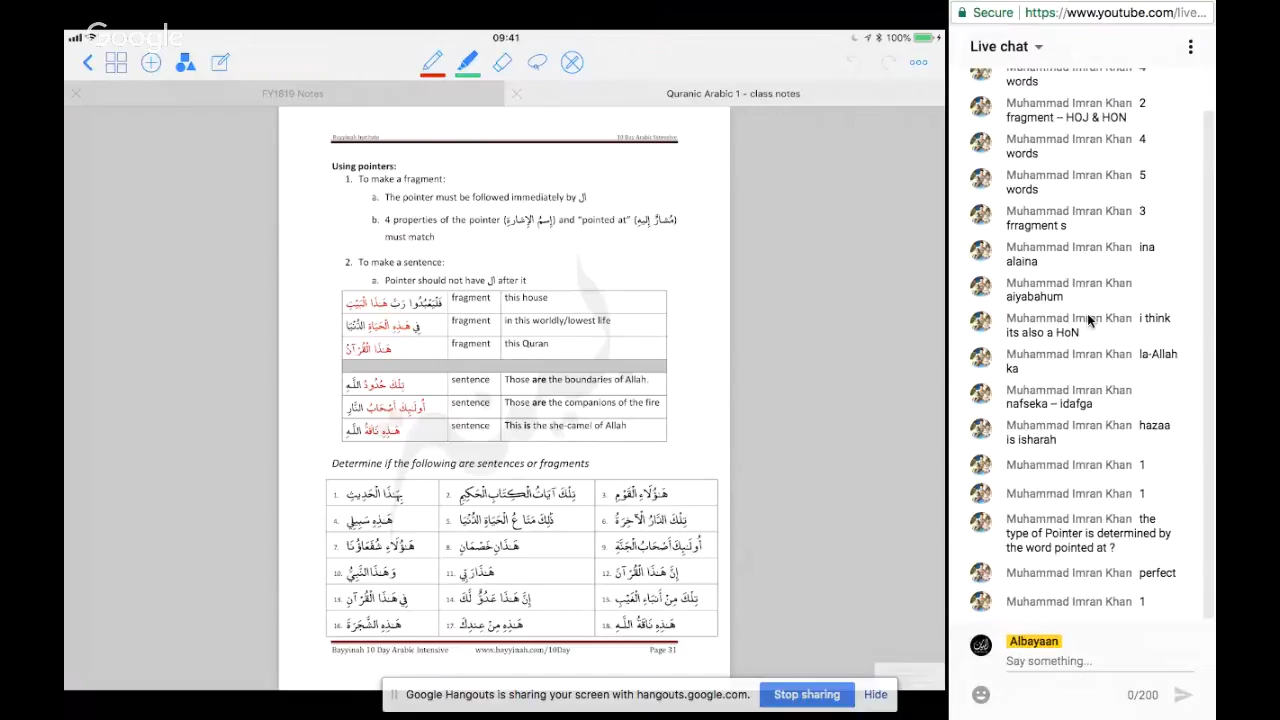 Google
09:41
100%
FY1819 Notes
Quranic Arabic 1 - class notes
Bayyinah Institute
10 Day Arabic Intensive
Using pointers:
1. To make a fragment:
a. The pointer must be followed immediately by ال
b. 4 properties of the pointer (إِسْمُ الْإِشَارَةِ) and “pointed at” (مُشَارٌ إِلَيهِ)
must match
2. To make a sentence:
a. Pointer should not have ال after it
فَلْيَعْبُدُوا رَبَّ هَـٰذَا الْبَيْتِ fragment this house
فِي هَـٰذِهِ الْحَيَاةِ الدُّنْيَا fragment in this worldly/lowest life
هَـٰذَا الْقُرْآنُ fragment this Quran
تِلْكَ حُدُودُ اللَّـهِ sentence Those are the boundaries of Allah.
أُولَـٰئِكَ أَصْحَابُ النَّارِ sentence Those are the companions of the fire
هَـٰذِهِ نَاقَةُ اللَّـهِ sentence This is the she-camel of Allah
Determine if the following are sentences or fragments
1. بِهَـٰذَا الْحَدِيثِ 2. تِلْكَ آيَاتُ الْكِتَابِ الْحَكِيمِ 3. هَـٰؤُلَاءِ الْقَوْمِ
4. هَـٰذِهِ سَبِيلِي 5. ذَٰلِكَ مَتَاعُ الْحَيَاةِ الدُّنْيَا 6. تِلْكَ الدَّارُ الْآخِرَةُ
7. هَـٰؤُلَاءِ شُفَعَاؤُنَا 8. هَـٰذَانِ خَصْمَانِ 9. أُولَـٰئِكَ أَصْحَابُ الْجَنَّةِ
10. وَهَـٰذَا النَّبِيُّ 11. هَـٰذَا رَبِّي 12. إِنَّ هَـٰذَا الْقُرْآنَ
13. فِي هَـٰذَا الْقُرْآنِ 14. إِنَّ هَـٰذَا عَدُوٌّ لَّكَ 15. تِلْكَ مِنْ أَنبَاءِ الْغَيْبِ
16. هَـٰذِهِ الشَّجَرَةَ 17. هَـٰذِهِ مِنْ عِندِكَ 18. هَـٰذِهِ نَاقَةُ اللَّـهِ
Bayyinah 10 Day Arabic Intensive www.bayyinah.com/10Day Page 31
Google Hangouts is sharing your screen with hangouts.google.com. Stop sharing Hide
Secure https://www.youtube.com/live...
Live chat
Muhammad Imran Khan 4
words
Muhammad Imran Khan 2
fragment – HOJ & HON
Muhammad Imran Khan 4
words
Muhammad Imran Khan 5
words
Muhammad Imran Khan 3
frragment s
Muhammad Imran Khan ina
alaina
Muhammad Imran Khan
aiyabahum
Muhammad Imran Khan i think
its also a HoN
Muhammad Imran Khan la-Allah
ka
Muhammad Imran Khan
nafseka – idafga
Muhammad Imran Khan hazaa
is isharah
Muhammad Imran Khan 1
Muhammad Imran Khan 1
Muhammad Imran Khan the
type of Pointer is determined by
the word pointed at ?
Muhammad Imran Khan perfect
Muhammad Imran Khan 1
Albayaan
Say something...
0/200